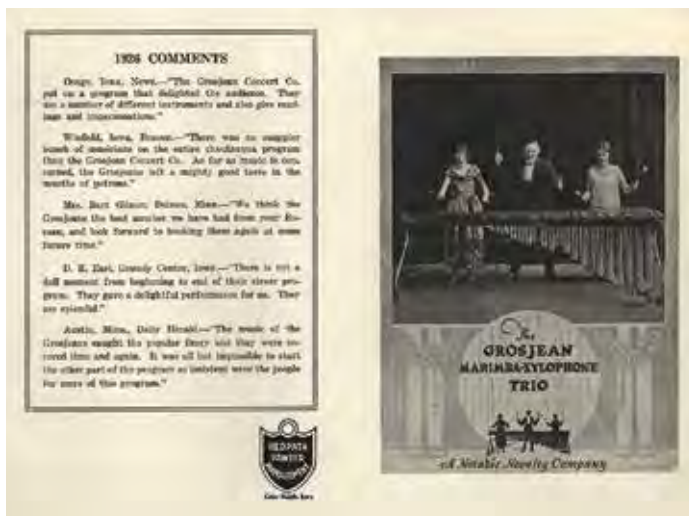 1926 COMMENTS
Osage, Iowa, News.—"The Grosjean Concert Co.
put on a program that delighted the audience. They
use a number of different instruments and also give read-
ings and impersonations."
Winfield, Iowa, Beacon.—"There was no snappier
bunch of musicians on the entire chautauqua program
than the Grosjean Concert Co. As far as music is con-
cerned, the Grosjeans left a mighty good taste in the
mouths of patrons."
Mrs. Burt Minn.—"We think the
Grosjeans the best number we have had from your Bu-
reau, and look forward to booking them again at some
future time."
D. E. Grundy Center, Iowa.—"There is not a
dull moment from beginning to end of their clever pro-
gram. They gave a delightful performance for us. They
are splendid."
Austin, Minn., Daily Herald.—"The music of the
Grosjeans caught the popular fancy and they were en-
cored time and again. It was all but impossible to start
the other part of the program so insistent were the people
for more of this program."
REDPATH
VAWTER
CHAUTAUQUAS
Cedar Rapids, Iowa
The
GROSJEAN
MARIMBA-XYLOPHONE
TRIO
A Notable Novelty Company